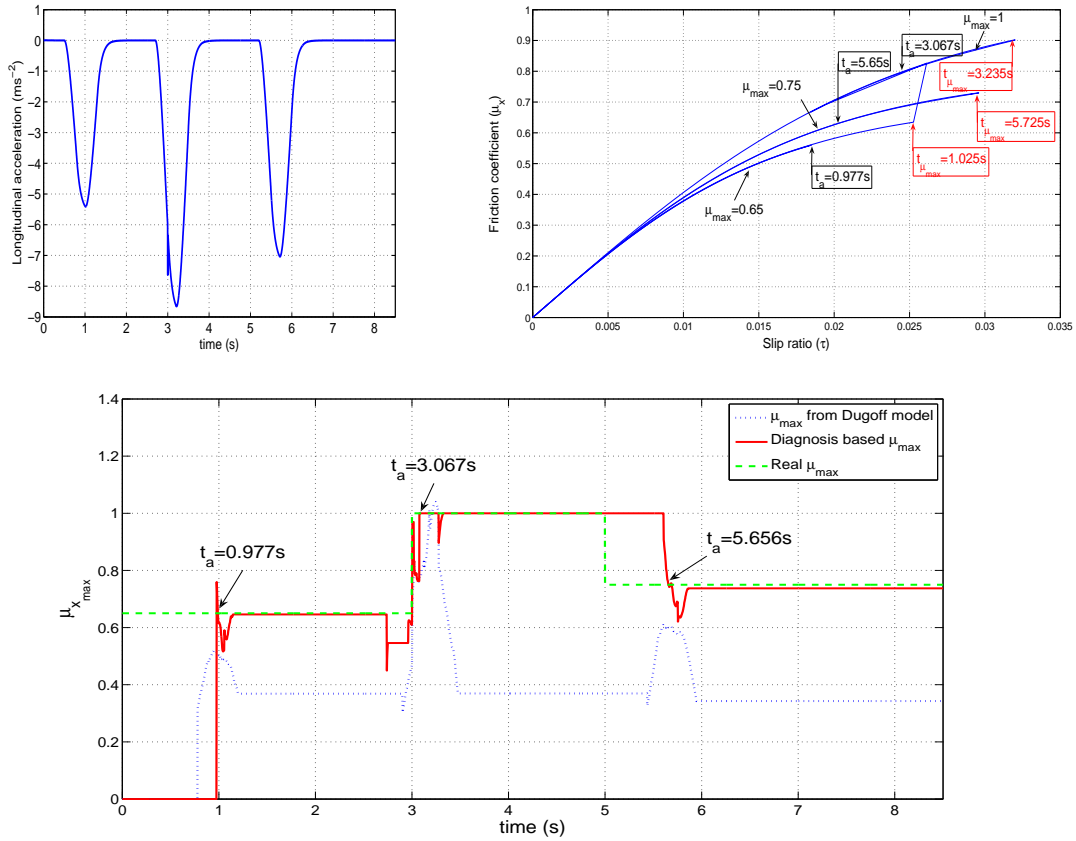 1
0
−1
−2
−3
−4
−5
−6
−7
−8
−9
0 1 2 3 4 5 6 7 8
time (s)
Longitudinal acceleration (ms−2)
1
0.9
0.8
0.7
0.6
0.5
0.4
0.3
0.2
0.1
0
0 0.005 0.01 0.015 0.02 0.025 0.03 0.035
Slip ratio (τ)
Friction coefficient (μx)
μmax=1
ta=3.067s
ta=5.65s
tμmax=3.235s
μmax=0.75
tμmax=5.725s
tμmax=1.025s
ta=0.977s
μmax=0.65
1.4
1.2
1
0.8
0.6
0.4
0.2
0
0 1 2 3 4 5 6 7 8
time (s)
μxmax
μmax from Dugoff model
Diagnosis based μmax
Real μmax
ta=3.067s
ta=0.977s
ta=5.656s